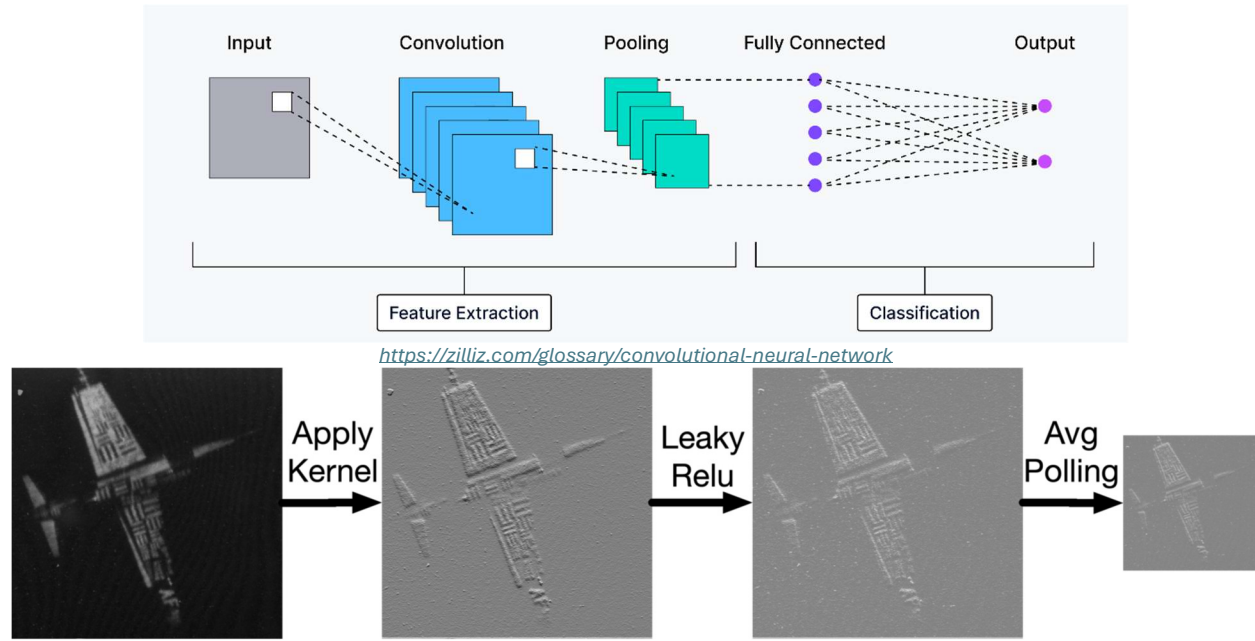 Input
Convolution
Pooling
Fully Connected
Output
Feature Extraction
Classification
https://zilliz.com/glossary/convolutional-neural-network
Apply
Kernel
Leaky
Relu
Avg
Polling